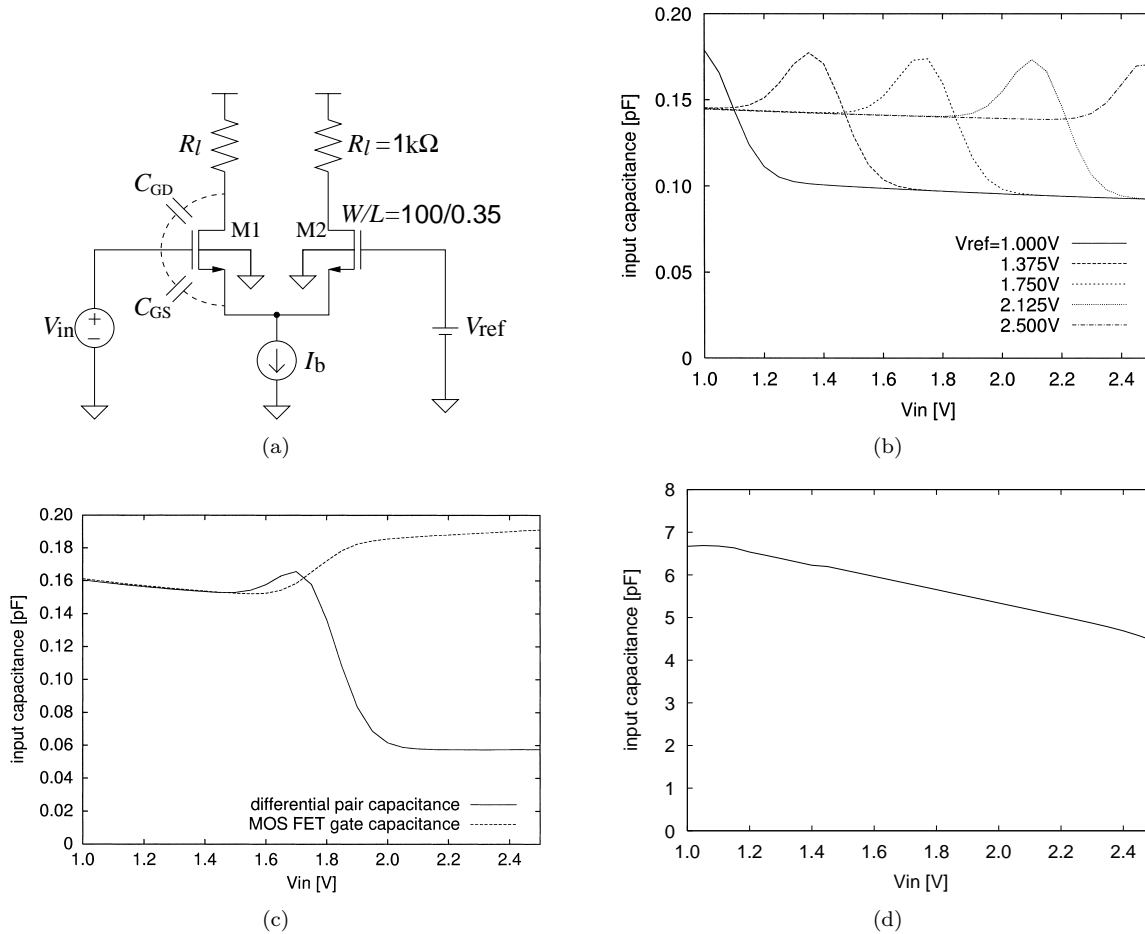 R_l
R_l=1kΩ
C_GD
W/L=100/0.35
M1
M2
C_GS
V_in
+
−
I_b
V_ref
(a)
0.20
0.15
0.10
0.05
0
input capacitance [pF]
Vref=1.000V
1.375V
1.750V
2.125V
2.500V
1.0 1.2 1.4 1.6 1.8 2.0 2.2 2.4
Vin [V]
(b)
0.20
0.18
0.16
0.14
0.12
0.10
0.08
0.06
0.04
0.02
0
input capacitance [pF]
differential pair capacitance
MOS FET gate capacitance
1.0 1.2 1.4 1.6 1.8 2.0 2.2 2.4
Vin [V]
(c)
8
7
6
5
4
3
2
1
0
input capacitance [pF]
1.0 1.2 1.4 1.6 1.8 2.0 2.2 2.4
Vin [V]
(d)